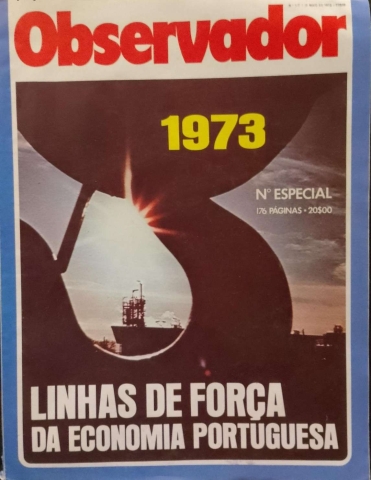 Observador
1973
Nº ESPECIAL
176 PÁGINAS • 20$00
LINHAS DE FORÇA
DA ECONOMIA PORTUGUESA